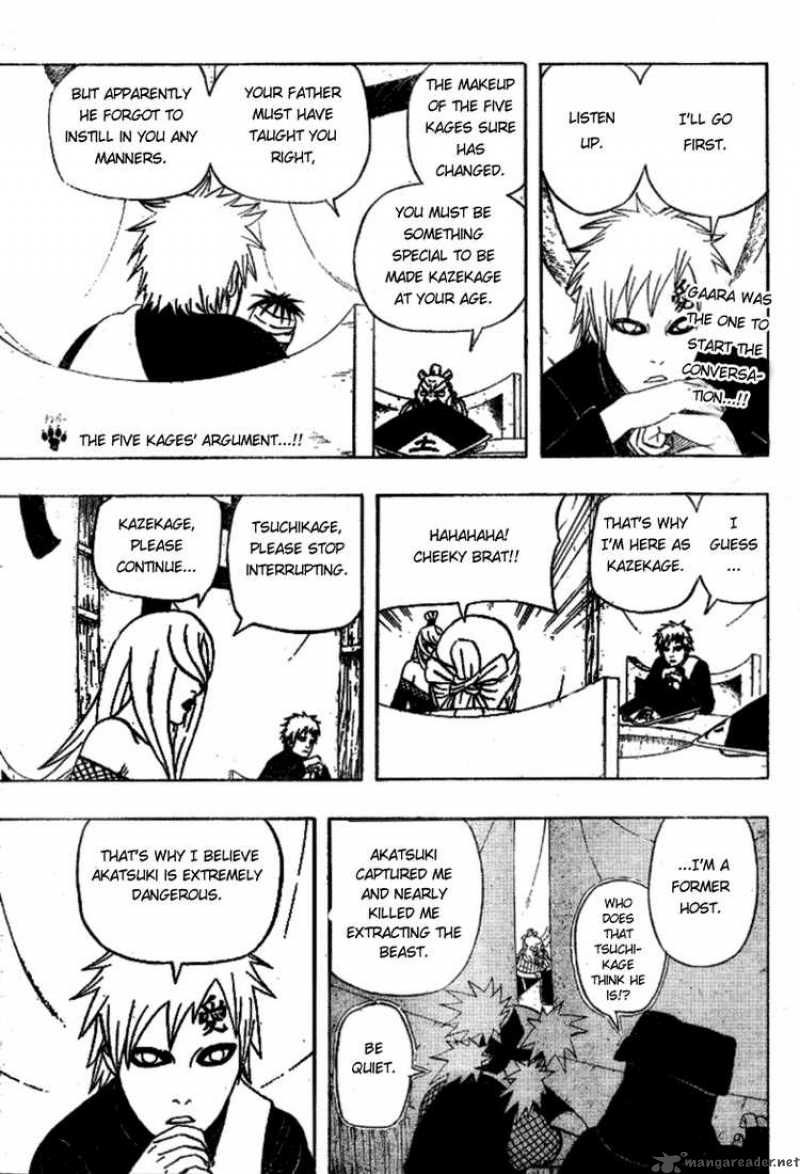 I'LL GO
FIRST.
LISTEN
UP.
GAARA WAS
THE ONE TO
START THE
CONVERSA-
TION...!!
THE MAKEUP
OF THE FIVE
KAGES SURE
HAS
CHANGED.
YOU MUST BE
SOMETHING
SPECIAL TO BE
MADE KAZEKAGE
AT YOUR AGE.
土
YOUR FATHER
MUST HAVE
TAUGHT YOU
RIGHT,
BUT APPARENTLY
HE FORGOT TO
INSTILL IN YOU ANY
MANNERS.
THE FIVE KAGES' ARGUMENT...!!
I
GUESS
...
THAT'S WHY
I'M HERE AS
KAZEKAGE.
HAHAHAHA!
CHEEKY BRAT!!
TSUCHIKAGE,
PLEASE STOP
INTERRUPTING.
KAZEKAGE,
PLEASE
CONTINUE...
...I'M A
FORMER
HOST.
WHO
DOES
THAT
TSUCHI-
KAGE
THINK HE
IS!?
AKATSUKI
CAPTURED ME
AND NEARLY
KILLED ME
EXTRACTING THE
BEAST.
BE
QUIET.
THAT'S WHY I BELIEVE
AKATSUKI IS EXTREMELY
DANGEROUS.
愛
mangareader.net